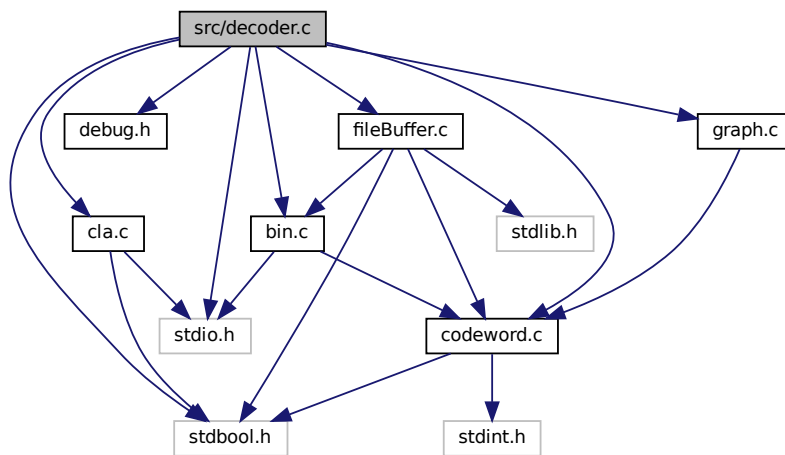 src/decoder.c
debug.h
fileBuffer.c
graph.c
cla.c
bin.c
stdlib.h
stdio.h
codeword.c
stdbool.h
stdint.h